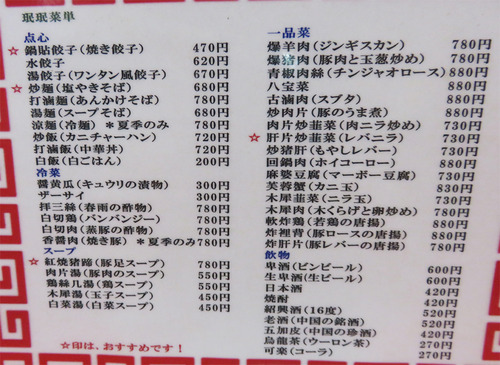 珉珉菜単
点心
☆鍋貼餃子(焼き餃子) 470円
水餃子 620円
湯餃子(ワンタン風餃子) 670円
☆炒麺(塩やきそば) 680円
打滷麺(あんかけそば) 780円
湯麺(スープそば) 680円
涼麺(冷麺)*夏季のみ 780円
炒飯(カニチャーハン) 720円
打滷飯(中華丼) 720円
白飯(白ごはん) 200円
冷菜
醤黄瓜(キュウリの漬物) 300円
ザーサイ 300円
拌三絲(春雨の酢物) 780円
白切鶏(バンバンジー) 780円
白切肉(蒸豚の酢物) 780円
香醤肉(焼き豚)*夏季のみ 780円
スープ
☆紅焼猪蹄(豚足スープ) 780円
肉片湯(豚肉のスープ) 550円
鶏絲几湯(鶏スープ) 550円
木犀湯(玉子スープ) 450円
白菜湯(白菜スープ) 450円
☆印は、おすすめです!
一品菜
爆羊肉(ジンギスカン) 780円
爆猪肉(豚肉と玉葱炒め) 780円
青椒肉絲(チンジャオロース) 880円
八宝菜 880円
古滷肉(スブタ) 880円
炒肉片(豚のうま煮) 880円
肉片炒韮菜(肉ニラ炒め) 730円
☆肝片炒韮菜(レバニラ) 730円
炒猪肝(もやしレバー) 730円
回鍋肉(ホイコーロー) 880円
麻婆豆腐(マーボー豆腐) 730円
芙蓉蟹(カニ玉) 830円
木犀韮菜(ニラ玉) 730円
木犀肉(木くらげと卵炒め) 780円
軟炸鶏(若鶏の唐揚) 880円
炸裡背(豚ロースの唐揚) 880円
炸肝片(豚レバーの唐揚) 780円
飲物
卑酒(ビンビール) 600円
生卑酒(生ビール) 600円
日本酒 420円
焼酎 420円
紹興酒(16度) 520円
老酒(中国の銘酒) 520円
五加皮(中国の珍酒) 420円
烏龍茶(ウーロン茶) 270円
可楽(コーラ) 270円